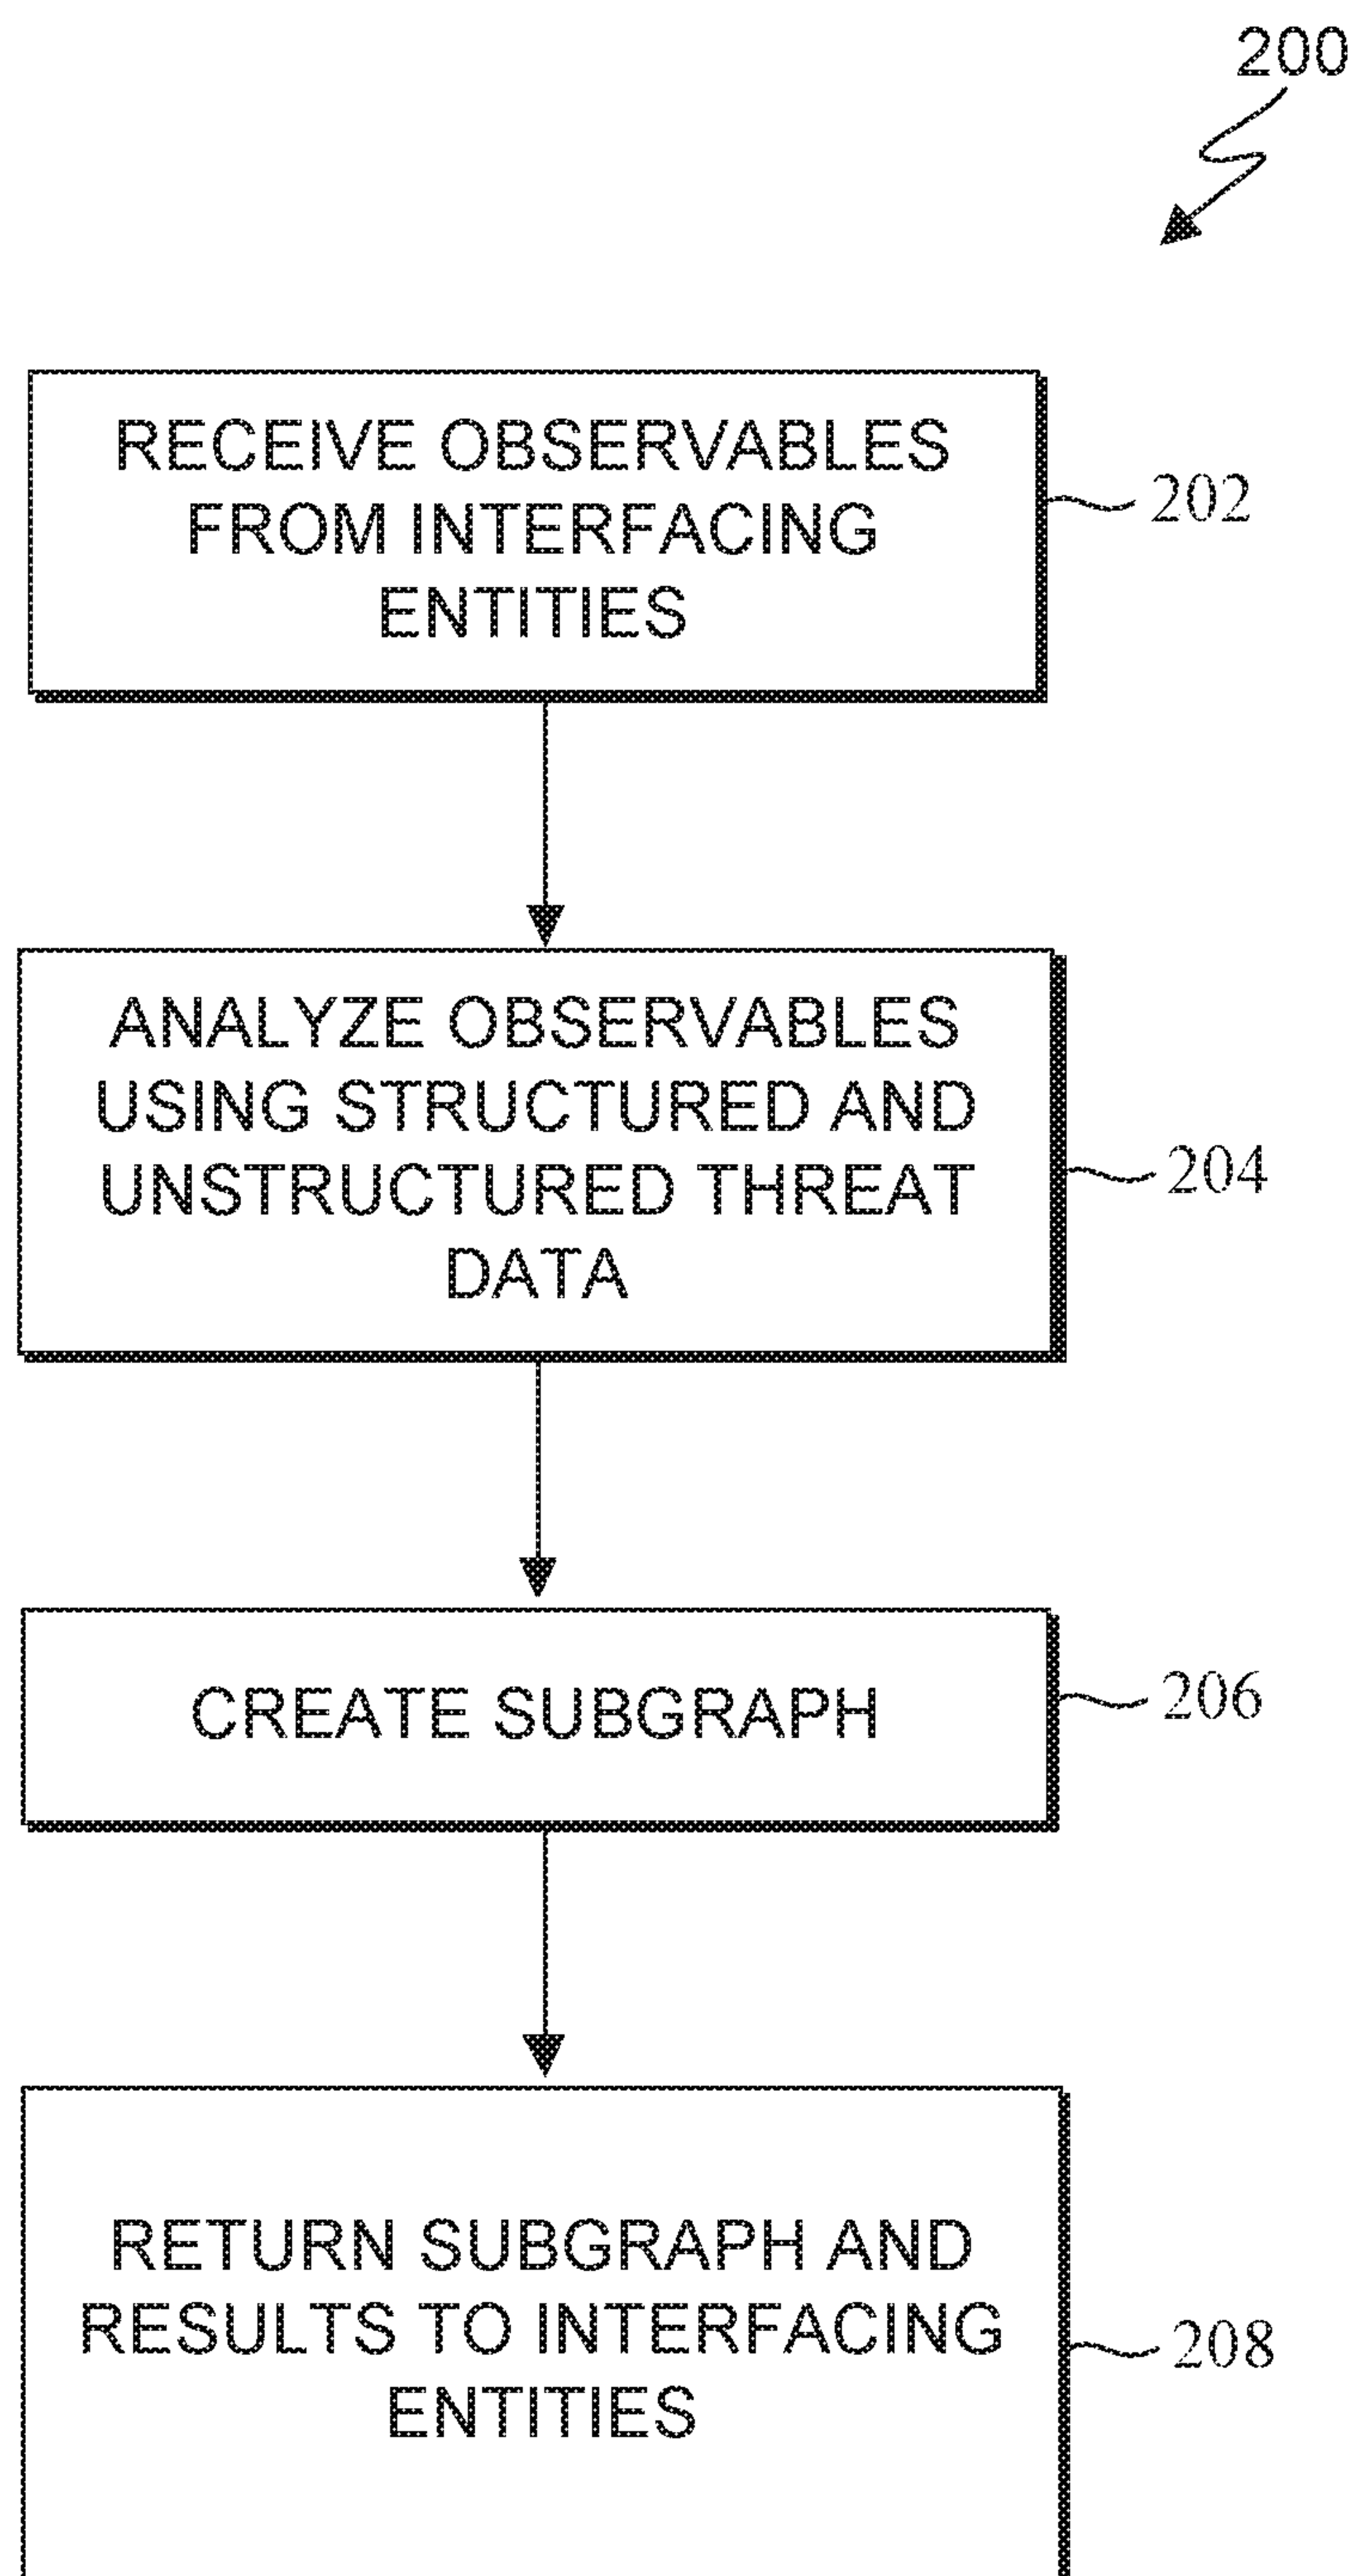 200
RECEIVE OBSERVABLES
FROM INTERFACING
ENTITIES
202
ANALYZE OBSERVABLES
USING STRUCTURED AND
UNSTRUCTURED THREAT
DATA
204
CREATE SUBGRAPH
206
RETURN SUBGRAPH AND
RESULTS TO INTERFACING
ENTITIES
208